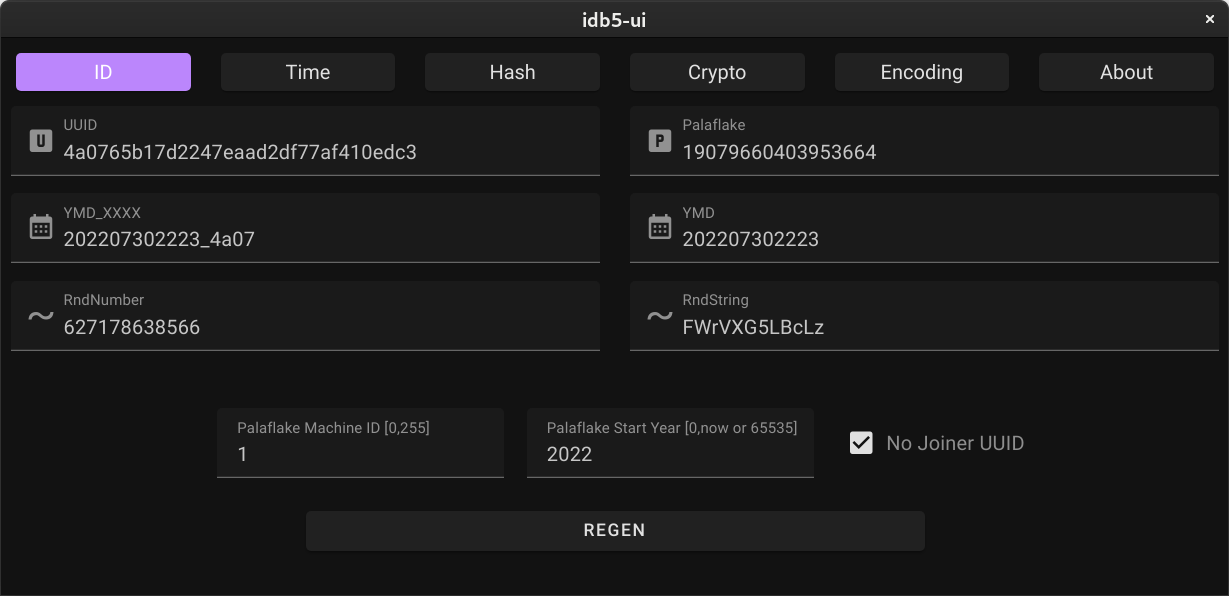 idb5-ui
ID Time Hash Crypto Encoding About
UUID
4a0765b17d2247eaad2df77af410edc3
Palaflake
19079660403953664
YMD_XXXX
202207302223_4a07
YMD
202207302223
RndNumber
627178638566
RndString
FWrVXG5LBcLz
Palaflake Machine ID [0,255]
1
Palaflake Start Year [0,now or 65535]
2022
No Joiner UUID
REGEN